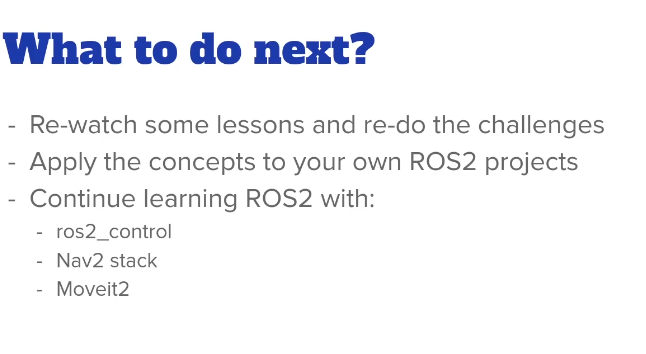 What to do next?
- Re-watch some lessons and re-do the challenges
- Apply the concepts to your own ROS2 projects
- Continue learning ROS2 with:
- ros2_control
- Nav2 stack
- Moveit2